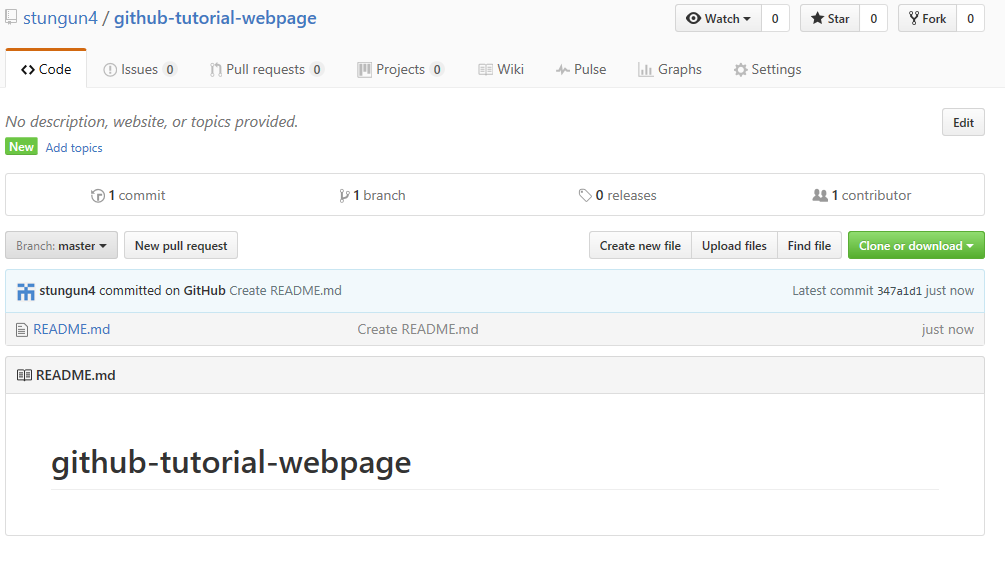 stungun4 / github-tutorial-webpage Watch 0 Star 0 Fork 0
Code Issues 0 Pull requests 0 Projects 0 Wiki Pulse Graphs Settings
No description, website, or topics provided. Edit
New Add topics
1 commit 1 branch 0 releases 1 contributor
Branch: master New pull request Create new file Upload files Find file Clone or download
stungun4 committed on GitHub Create README.md Latest commit 347a1d1 just now
README.md Create README.md just now
README.md
github-tutorial-webpage